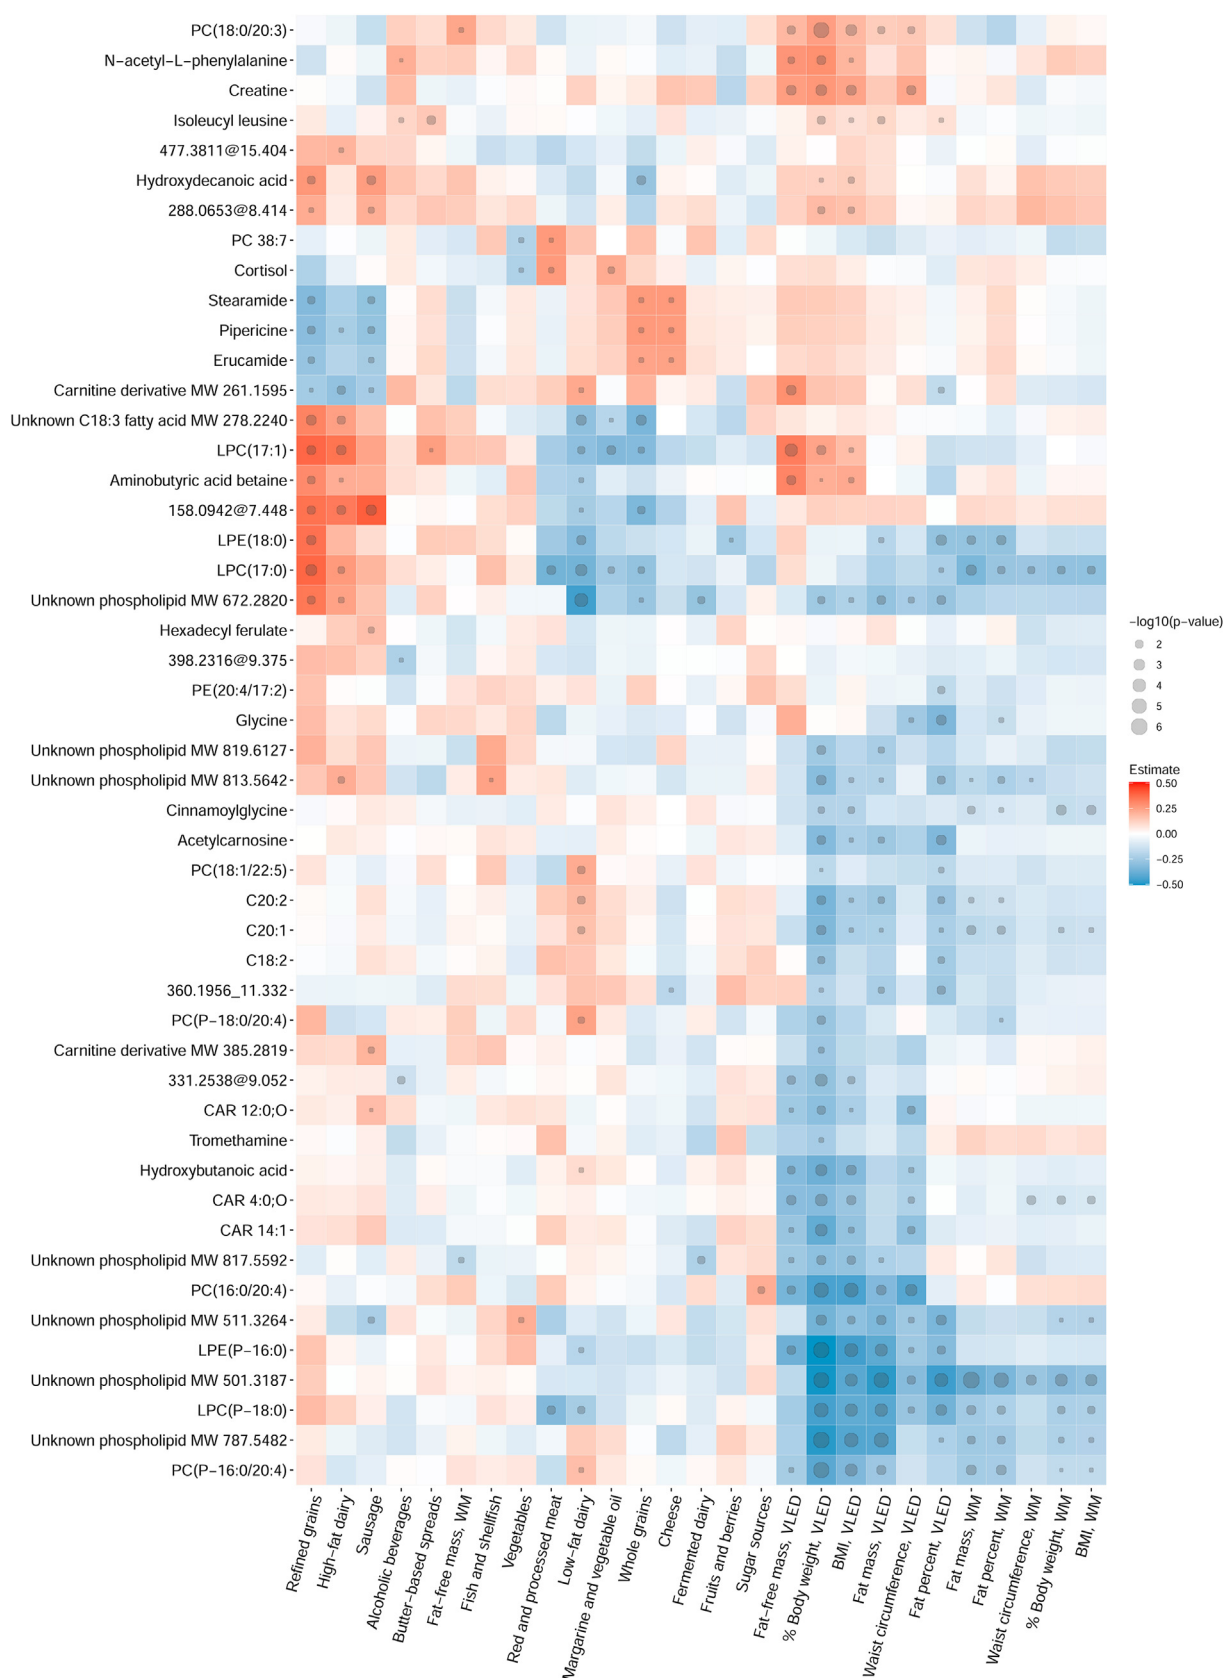 PC(18:0/20:3)
N−acetyl−L−phenylalanine
Creatine
Isoleucyl leusine
477.3811@15.404
Hydroxydecanoic acid
288.0653@8.414
PC 38:7
Cortisol
Stearamide
Pipericine
Erucamide
Carnitine derivative MW 261.1595
Unknown C18:3 fatty acid MW 278.2240
LPC(17:1)
Aminobutyric acid betaine
158.0942@7.448
LPE(18:0)
LPC(17:0)
Unknown phospholipid MW 672.2820
Hexadecyl ferulate
398.2316@9.375
PE(20:4/17:2)
Glycine
Unknown phospholipid MW 819.6127
Unknown phospholipid MW 813.5642
Cinnamoylglycine
Acetylcarnosine
PC(18:1/22:5)
C20:2
C20:1
C18:2
360.1956_11.332
PC(P−18:0/20:4)
Carnitine derivative MW 385.2819
331.2538@9.052
CAR 12:0;O
Tromethamine
Hydroxybutanoic acid
CAR 4:0;O
CAR 14:1
Unknown phospholipid MW 817.5592
PC(16:0/20:4)
Unknown phospholipid MW 511.3264
LPE(P−16:0)
Unknown phospholipid MW 501.3187
LPC(P−18:0)
Unknown phospholipid MW 787.5482
PC(P−16:0/20:4)
Refined grains
High−fat dairy
Sausage
Alcoholic beverages
Butter−based spreads
Fat−free mass, WM
Fish and shellfish
Vegetables
Red and processed meat
Low−fat dairy
Margarine and vegetable oil
Whole grains
Cheese
Fermented dairy
Fruits and berries
Sugar sources
Fat−free mass, VLED
% Body weight, VLED
BMI, VLED
Fat mass, VLED
Waist circumference, VLED
Fat percent, VLED
Fat mass, WM
Fat percent, WM
Waist circumference, WM
% Body weight, WM
BMI, WM
−log10(p−value)
2
3
4
5
6
Estimate
0.50
0.25
0.00
−0.25
−0.50